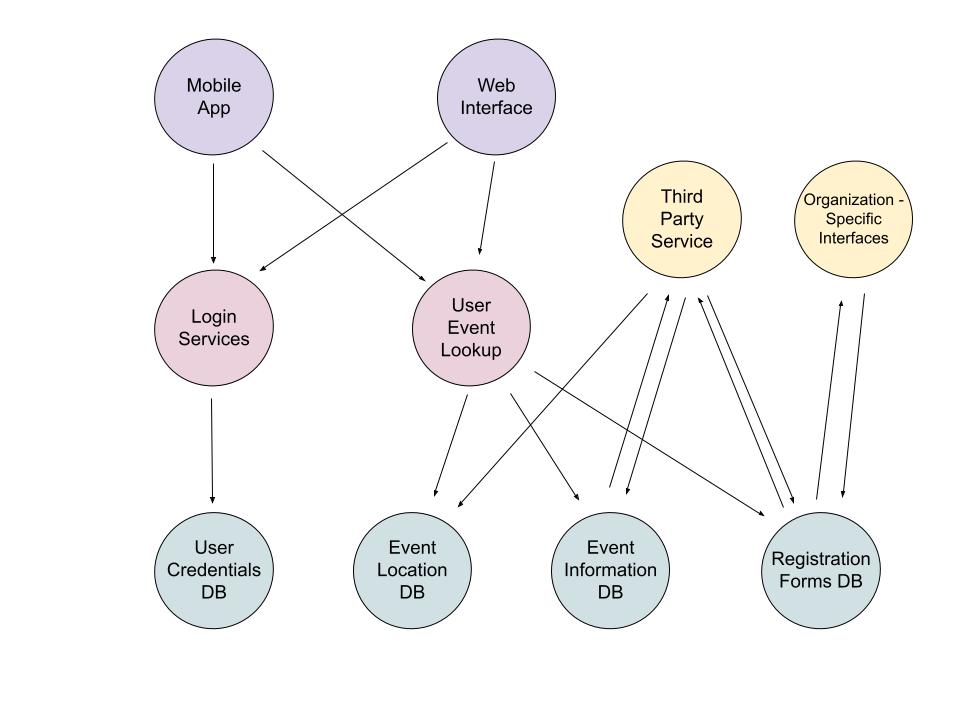 Mobile
App
Web
Interface
Third
Party
Service
Organization -
Specific
Interfaces
Login
Services
User
Event
Lookup
User
Credentials
DB
Event
Location
DB
Event
Information
DB
Registration
Forms DB